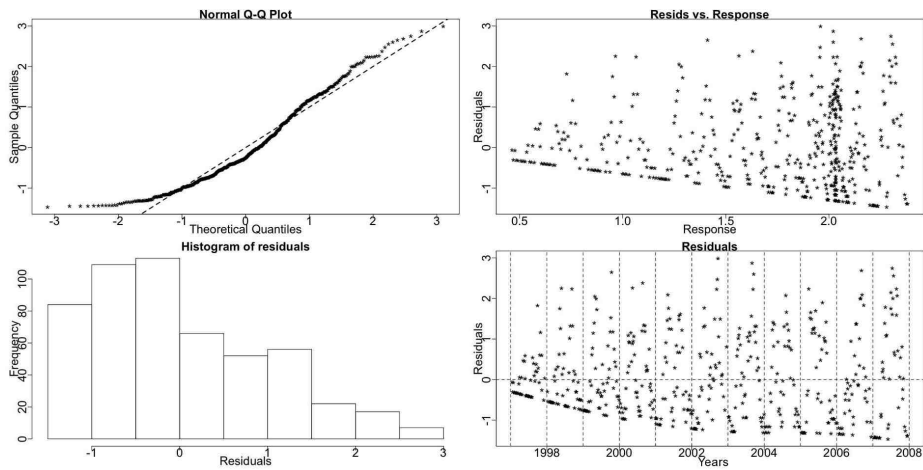 Normal Q-Q Plot
Sample Quantiles
3
2
1
0
-1
-3 -2 -1 0 1 2 3
Theoretical Quantiles
Resids vs. Response
Residuals
3
2
1
0
-1
0.5 1.0 1.5 2.0
Response
Histogram of residuals
Frequency
100
80
60
40
20
0
-1 0 1 2 3
Residuals
Residuals
Residuals
3
2
1
0
-1
1998 2000 2002 2004 2006 2008
Years